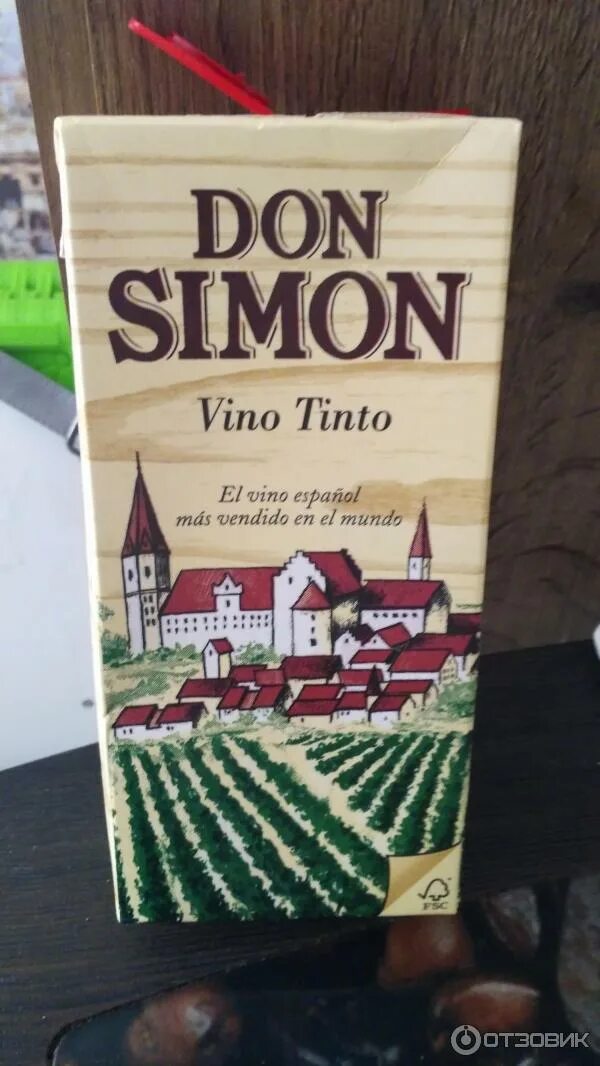 DON
SIMON
Vino Tinto
El vino español
más vendido en el mundo
FSC
ОТЗОВИК